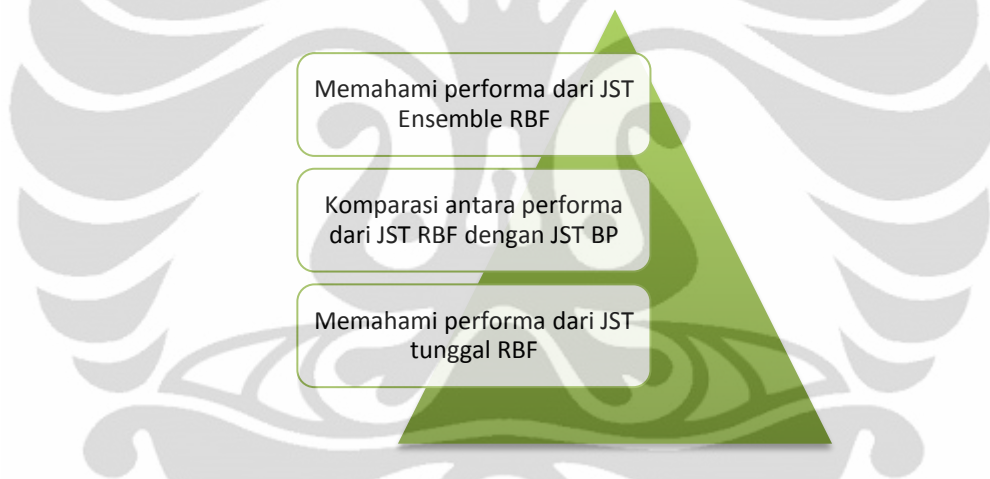 Memahami performa dari JST
Ensemble RBF
Komparasi antara performa
dari JST RBF dengan JST BP
Memahami performa dari JST
tunggal RBF